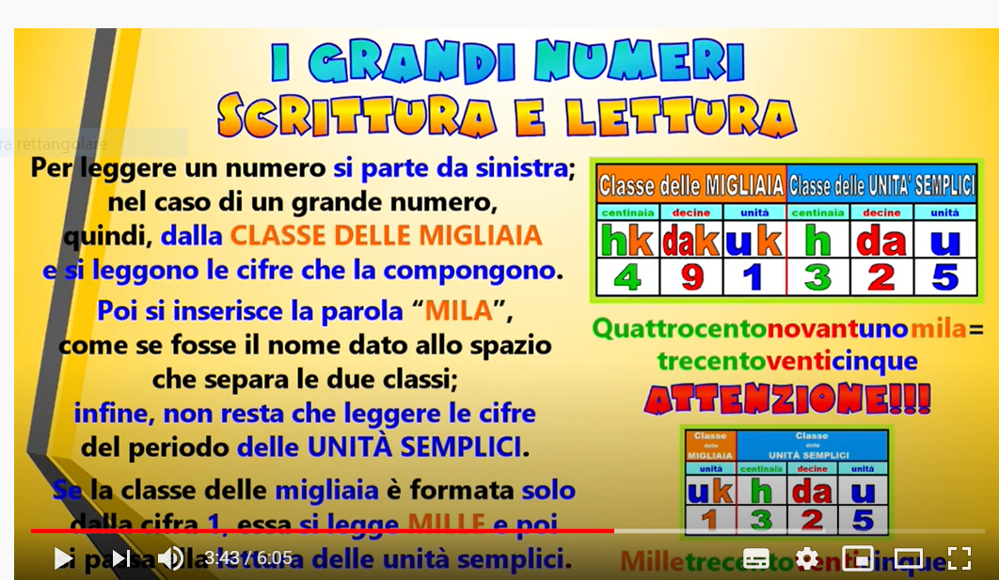 I GRANDI NUMERI
SCRITTURA E LETTURA
ra rettangolare
Per leggere un numero si parte da sinistra;
nel caso di un grande numero,
quindi, dalla CLASSE DELLE MIGLIAIA
e si leggono le cifre che la compongono.
Poi si inserisce la parola “MILA”,
come se fosse il nome dato allo spazio
che separa le due classi;
infine, non resta che leggere le cifre
del periodo delle UNITÀ SEMPLICI.
Se la classe delle migliaia è formata solo
dalla cifra 1, essa si legge MILLE e poi
si passa alla lettura delle unità semplici.
Classe delle MIGLIAIA Classe delle UNITA' SEMPLICI
centinaia decine unità centinaia decine unità
hk dak uk h da u
4 9 1 3 2 5
Quattrocentonovantunomila=
trecentoventicinque
ATTENZIONE!!!
Classe delle MIGLIAIA Classe delle UNITÀ SEMPLICI
unità centinaia decine unità
uk h da u
1 3 2 5
Milletrecentoventicinque
3:43 / 6:05